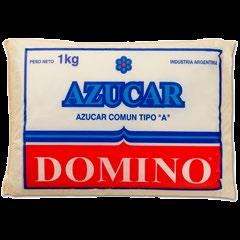 PESO NETO 1kg INDUSTRIA ARGENTINA
AZUCAR
AZUCAR COMUN TIPO "A"
DOMINO